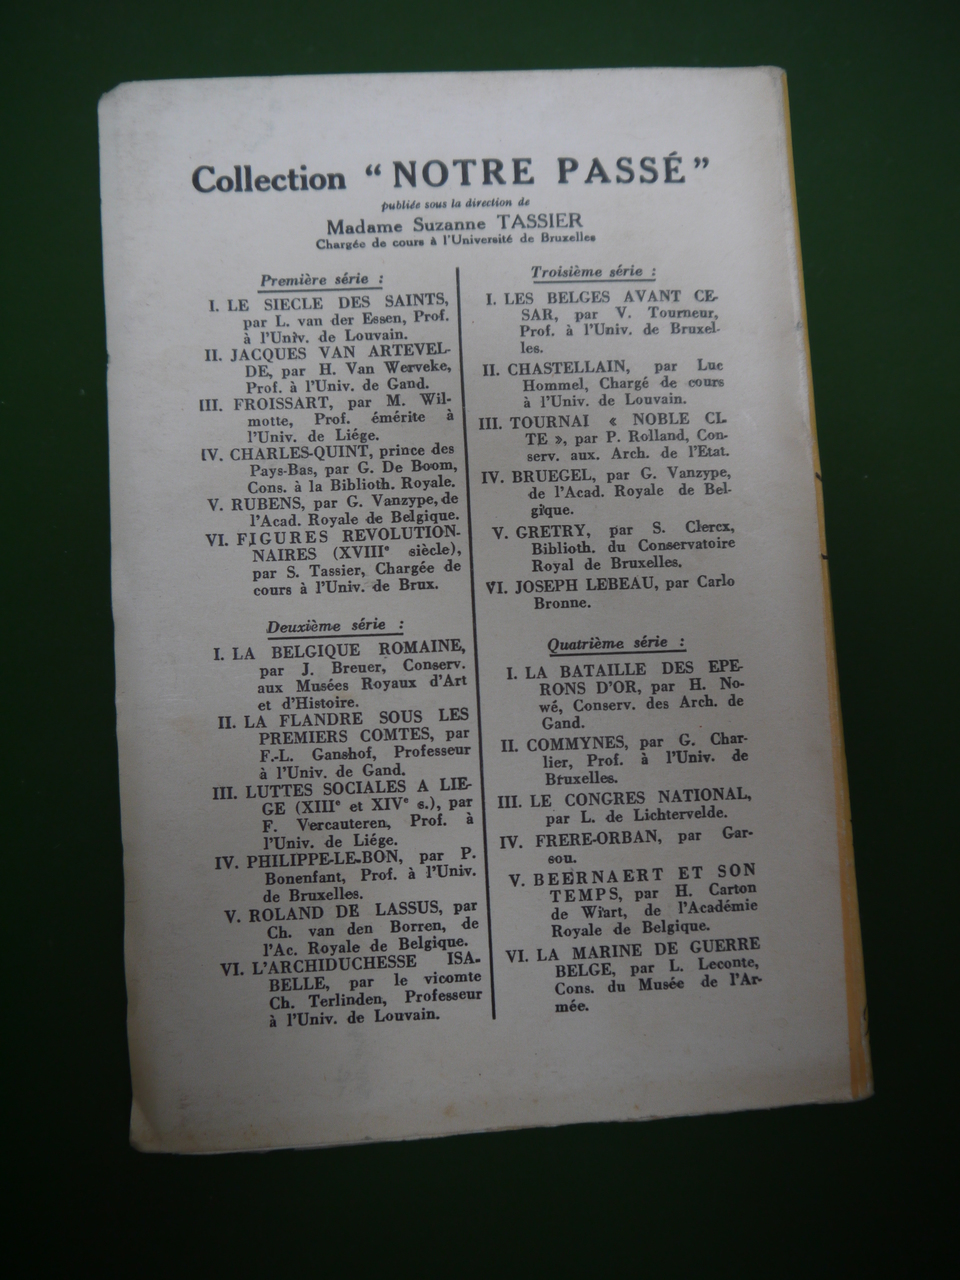 Collection “NOTRE PASSÉ”
publiée sous la direction de
Madame Suzanne TASSIER
Chargée de cours à l'Université de Bruxelles
Première série :
I. LE SIECLE DES SAINTS,
par L. van der Essen, Prof.
à l'Univ. de Louvain.
II. JACQUES VAN ARTEVEL-
DE, par H. Van Werveke,
Prof. à l'Univ. de Gand.
III. FROISSART, par M. Wil-
motte, Prof. émérite à
l'Univ. de Liége.
IV. CHARLES-QUINT, prince des
Pays-Bas, par G. De Boom,
Cons. à la Biblioth. Royale.
V. RUBENS, par G. Vanzype, de
l'Acad. Royale de Belgique.
VI. FIGURES REVOLUTION-
NAIRES (XVIIIe siècle),
par S. Tassier, Chargée de
cours à l'Univ. de Brux.
Deuxième série :
I. LA BELGIQUE ROMAINE,
par J. Breuer, Conserv.
aux Musées Royaux d'Art
et d'Histoire.
II. LA FLANDRE SOUS LES
PREMIERS COMTES, par
F.-L. Ganshof, Professeur
à l'Univ. de Gand.
III. LUTTES SOCIALES A LIE-
GE (XIIIe et XIVe s.), par
F. Vercauteren, Prof. à
l'Univ. de Liége.
IV. PHILIPPE-LE-BON, par P.
Bonenfant, Prof. à l'Univ.
de Bruxelles.
V. ROLAND DE LASSUS, par
Ch. van den Borren, de
l'Ac. Royale de Belgique.
VI. L'ARCHIDUCHESSE ISA-
BELLE, par le vicomte
Ch. Terlinden, Professeur
à l'Univ. de Louvain.
Troisième série :
I. LES BELGES AVANT CE-
SAR, par V. Tourneur,
Prof. à l'Univ. de Bruxel-
les.
II. CHASTELLAIN, par Luc
Hommel, Chargé de cours
à l'Univ. de Louvain.
III. TOURNAI « NOBLE CI-
TE », par P. Rolland, Con-
serv. aux. Arch. de l'Etat.
IV. BRUEGEL, par G. Vanzype,
de l'Acad. Royale de Bel-
gique.
V. GRETRY, par S. Clercx,
Biblioth. du Conservatoire
Royal de Bruxelles.
VI. JOSEPH LEBEAU, par Carlo
Bronne.
Quatrième série :
I. LA BATAILLE DES EPE-
RONS D'OR, par H. No-
wé, Conserv. des Arch. de
Gand.
II. COMMYNES, par G. Char-
lier, Prof. à l'Univ. de
Bruxelles.
III. LE CONGRES NATIONAL,
par L. de Lichtervelde.
IV. FRERE-ORBAN, par Gar-
sou.
V. BEERNAERT ET SON
TEMPS, par H. Carton
de Wiart, de l'Académie
Royale de Belgique.
VI. LA MARINE DE GUERRE
BELGE, par L. Leconte,
Cons. du Musée de l'Ar-
mée.